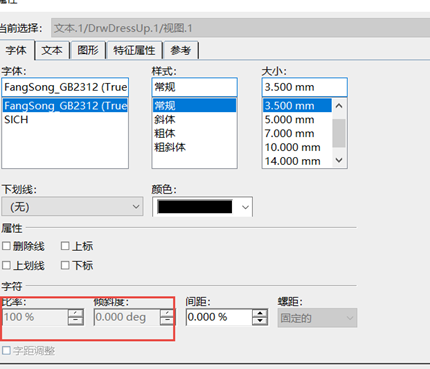 当前选择： 文本.1/DrwDressUp.1/视图.1
字体 文本 图形 特征属性 参考
字体： 样式： 大小：
FangSong_GB2312 (True 常规 3.500 mm
FangSong_GB2312 (True 常规 3.500 mm
SICH 斜体 5.000 mm
粗体 7.000 mm
粗斜体 10.000 mm
14.000 mm
下划线： 颜色：
(无)
属性
删除线 上标
上划线 下标
字符
比率： 倾斜度： 间距： 螺距：
100 % 0.000 deg 0.000 % 固定的
字距调整